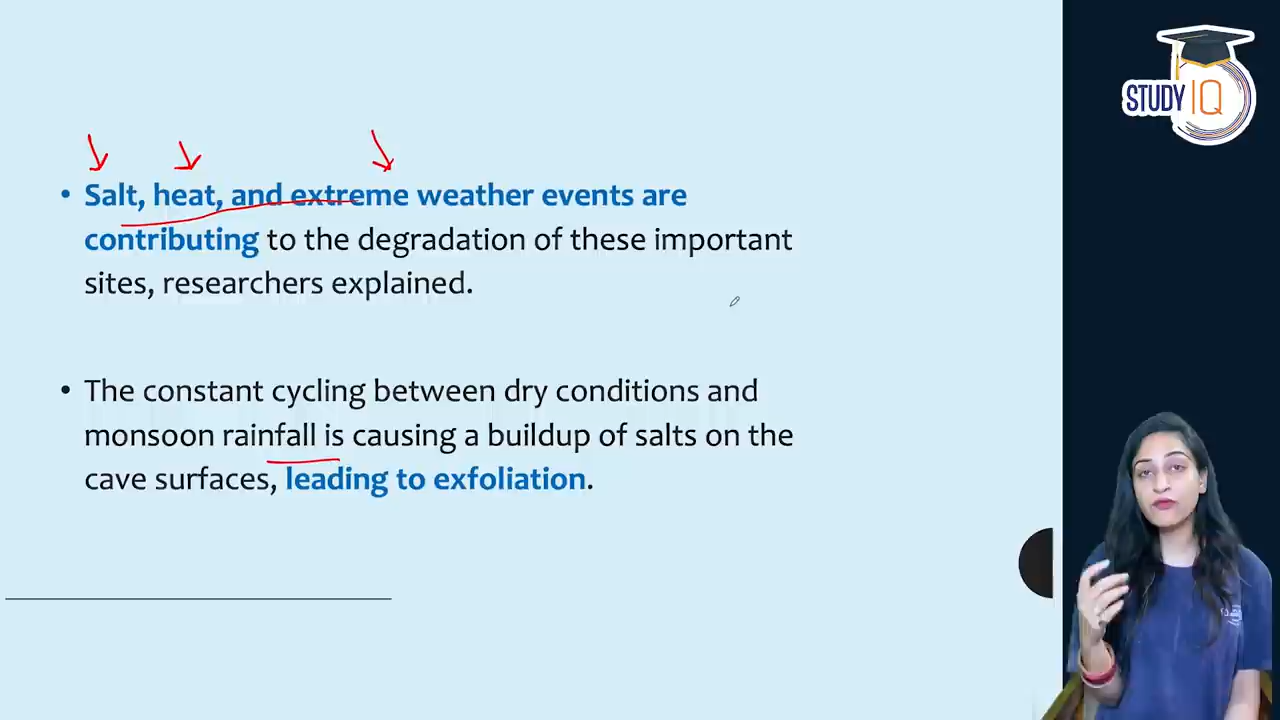 STUDY IQ
• Salt, heat, and extreme weather events are
contributing to the degradation of these important
sites, researchers explained.
• The constant cycling between dry conditions and
monsoon rainfall is causing a buildup of salts on the
cave surfaces, leading to exfoliation.